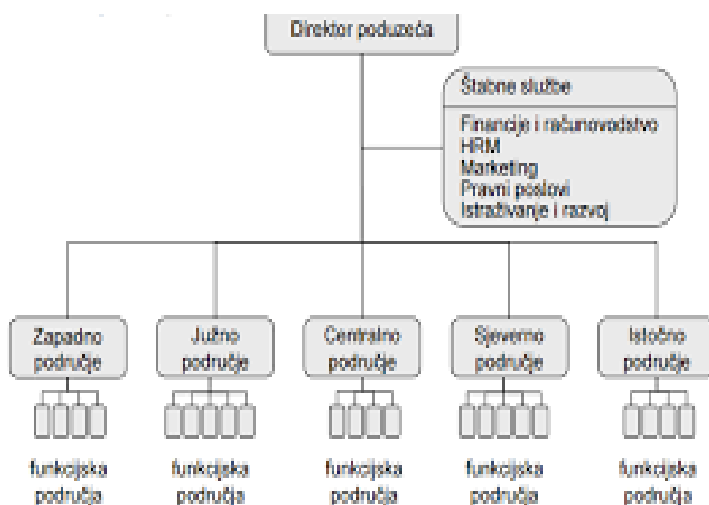 Direktor poduzeća
Štabne službe
Financije i računovodstvo
HRM
Marketing
Pravni poslovi
Istraživanje i razvoj
Zapadno
područje
Južno
područje
Centralno
područje
Sjeverno
područje
Istočno
područje
funkcijska
područja
funkcijska
područja
funkcijska
područja
funkcijska
područja
funkcijska
područja